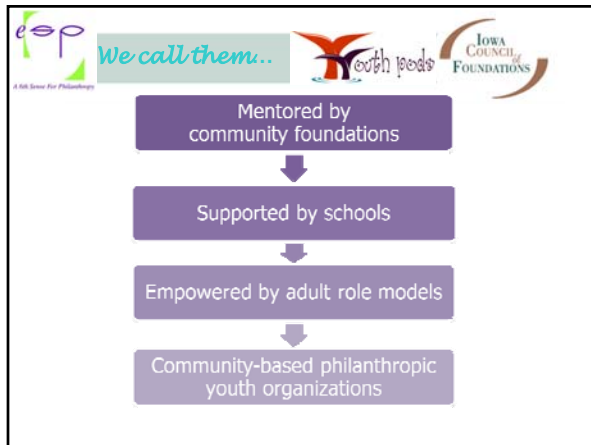 esp
A 6th Sense For Philanthropy
We call them..
Youth pods
IOWA
COUNCIL
of
FOUNDATIONS
Mentored by
community foundations
Supported by schools
Empowered by adult role models
Community-based philanthropic
youth organizations